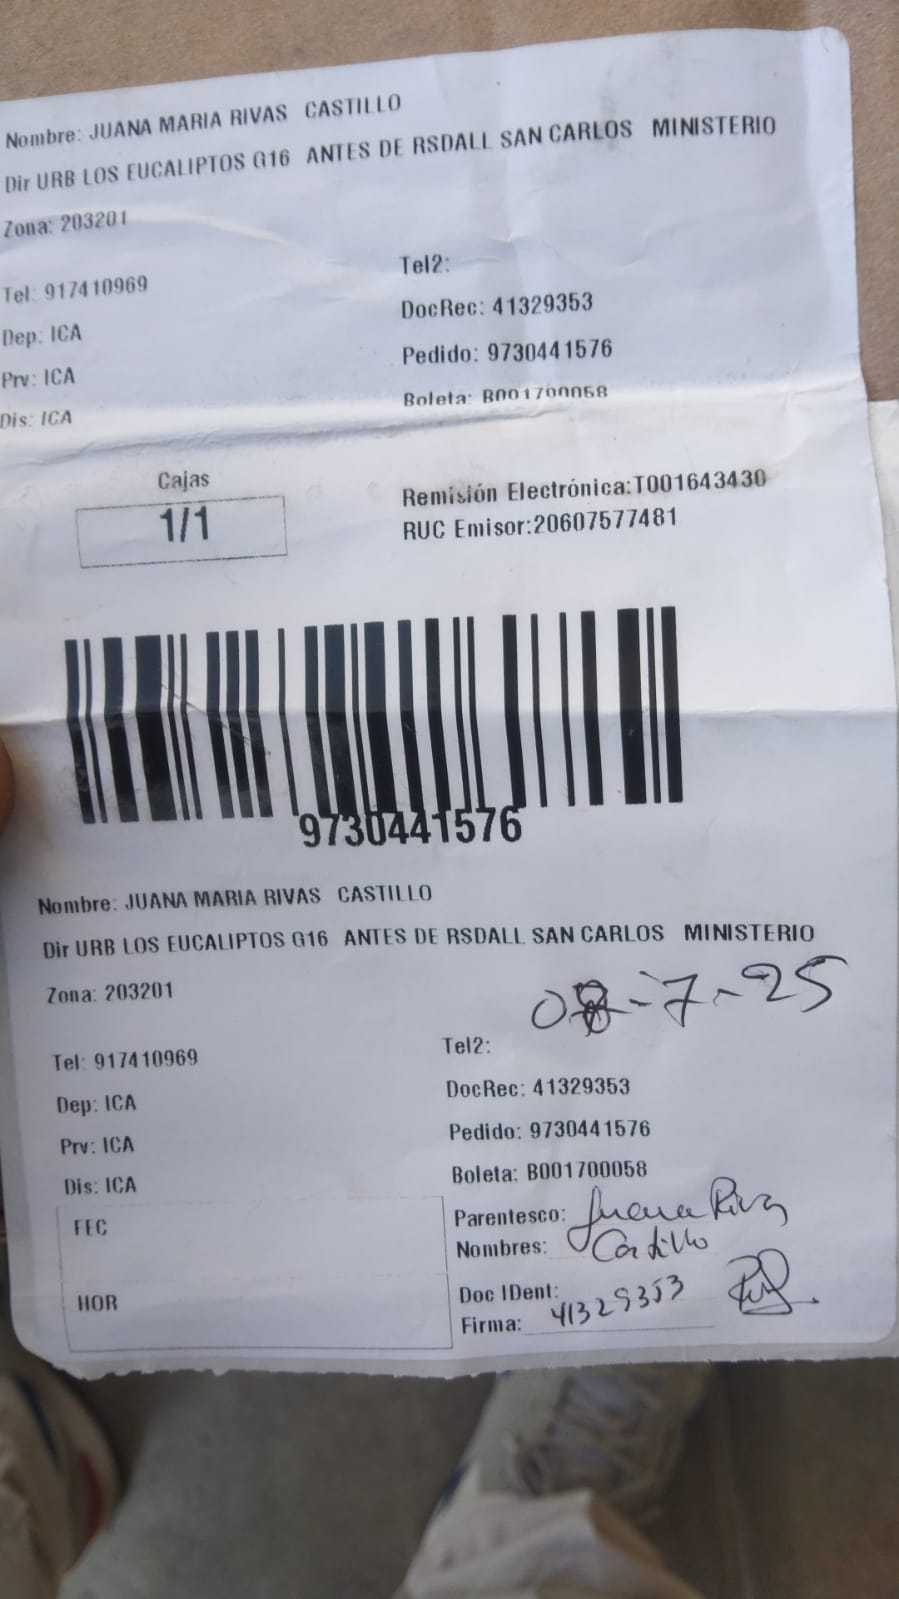 Nombre: JUANA MARIA RIVAS CASTILLO
Dir URB LOS EUCALIPTOS G16 ANTES DE RSDALL SAN CARLOS MINISTERIO
Zona: 203201
Tel: 917410969
Tel2:
Dep: ICA
DocRec: 41329353
Prv: ICA
Pedido: 9730441576
Dis: ICA
Boleta: B001700058
Cajas
1/1
Remisión Electrónica:T001643430
RUC Emisor:20607577481
9730441576
Nombre: JUANA MARIA RIVAS CASTILLO
Dir URB LOS EUCALIPTOS G16 ANTES DE RSDALL SAN CARLOS MINISTERIO
Zona: 203201
-7-25
Tel: 917410969
Tel2:
Dep: ICA
DocRec: 41329353
Prv: ICA
Pedido: 9730441576
Dis: ICA
Boleta: B001700058
FEC
HOR
Parentesco: Juana Rivas
Nombres: Castillo
Doc IDent: 41329353
Firma: